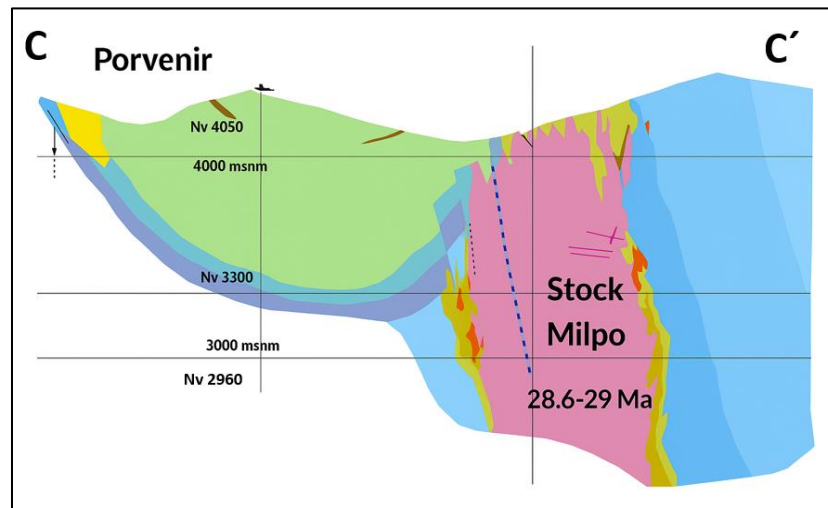 C
C´
Porvenir
Nv 4050
4000 msnm
Nv 3300
Stock
Milpo
3000 msnm
Nv 2960
28.6-29 Ma